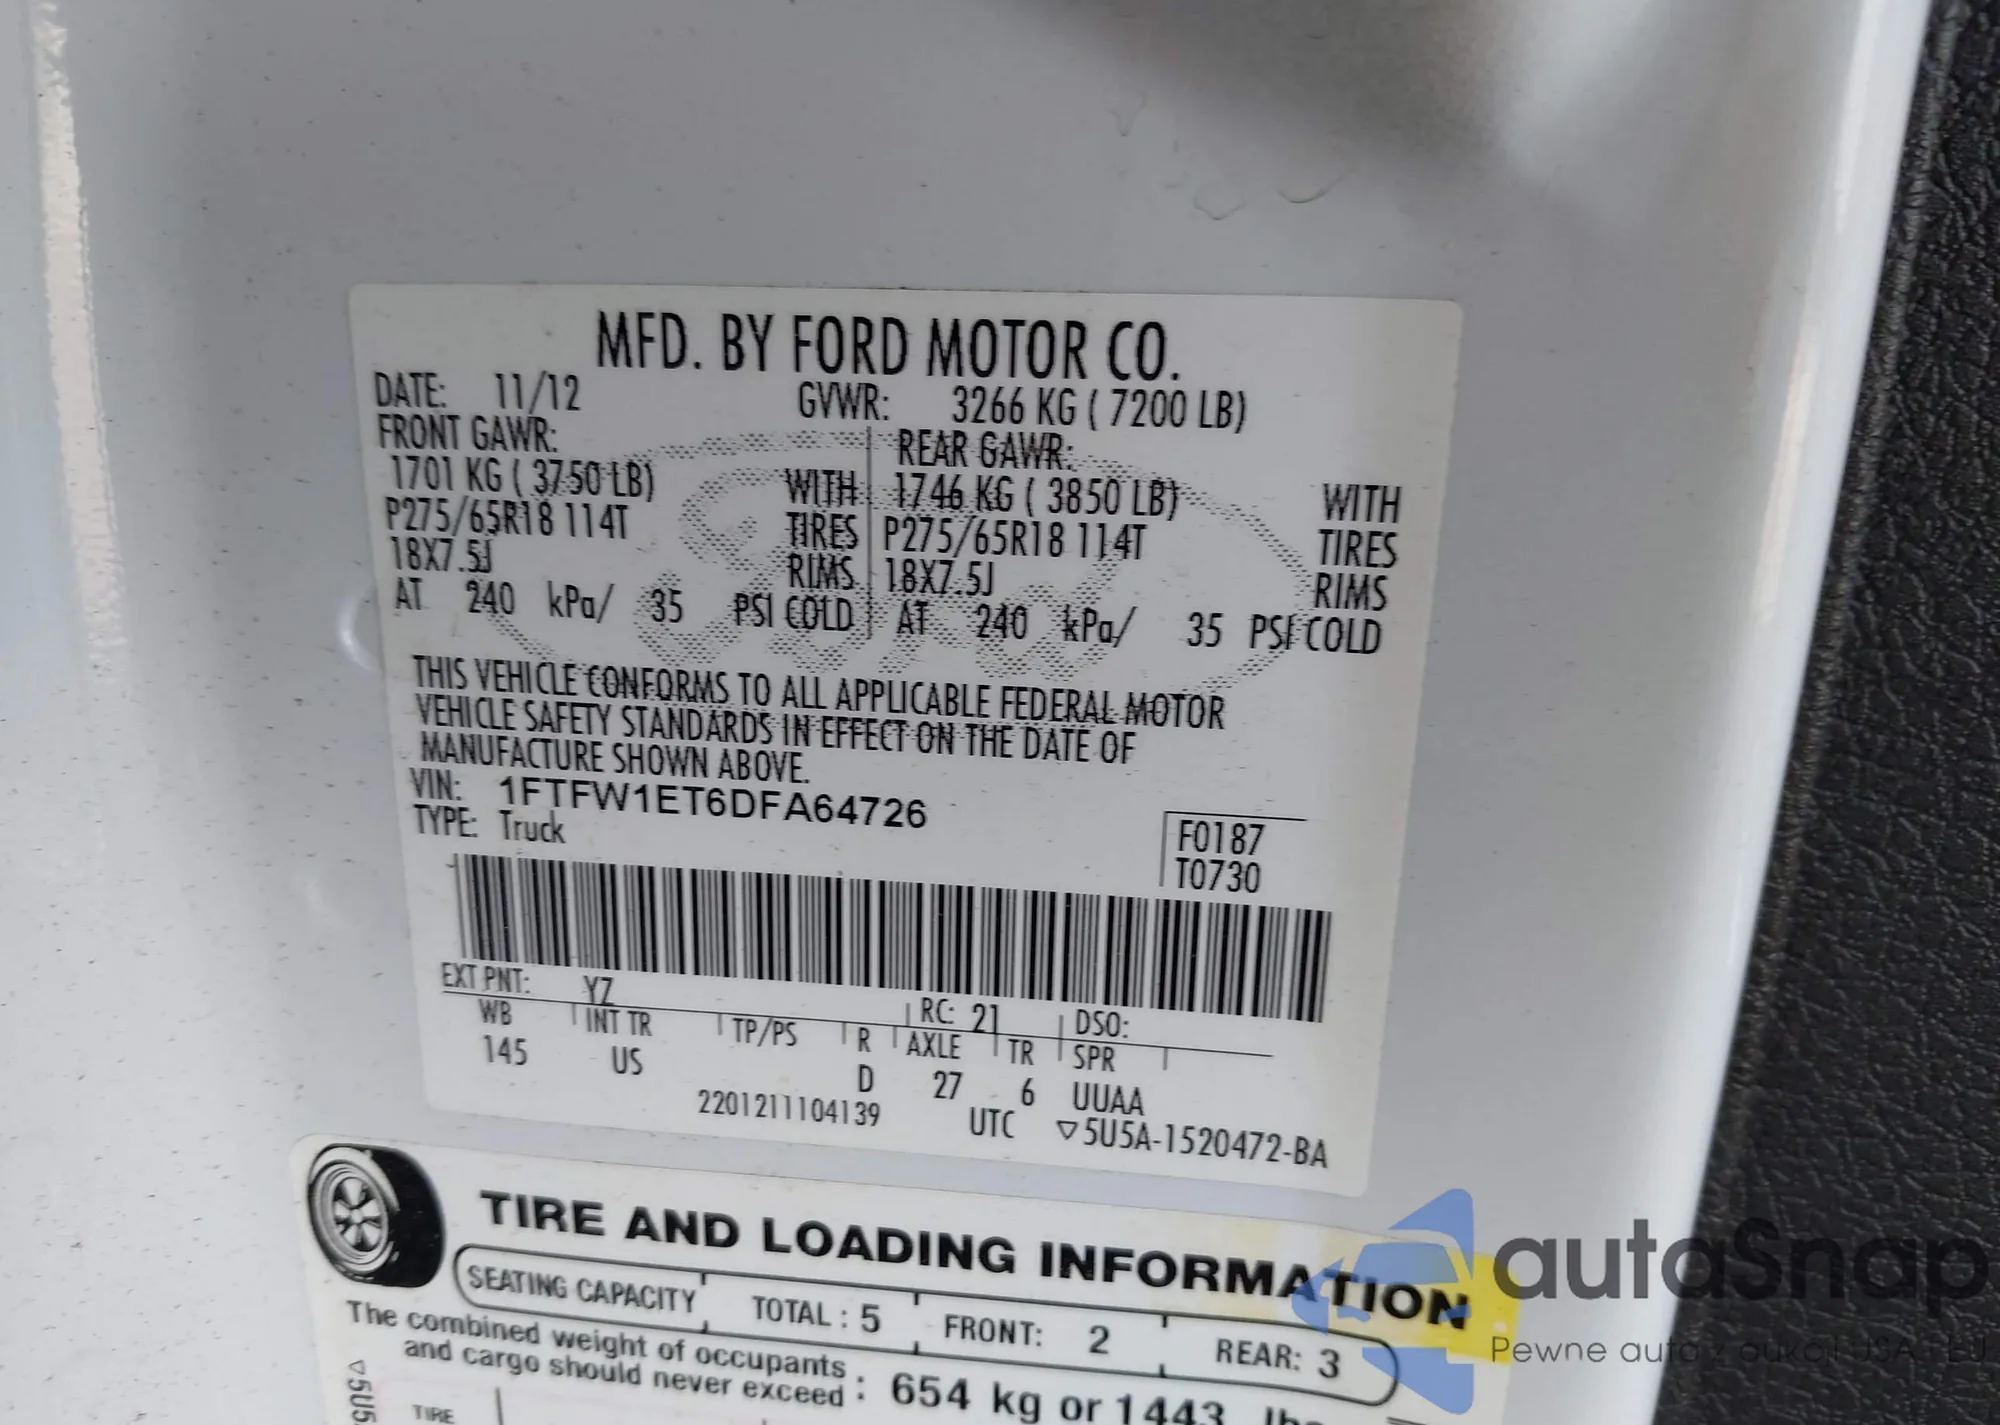 MFD. BY FORD MOTOR CO.
DATE: 11/12 GVWR: 3266 KG ( 7200 LB)
FRONT GAWR: REAR GAWR:
1701 KG ( 3750 LB) WITH 1746 KG ( 3850 LB) WITH
P275/65R18 114T TIRES P275/65R18 114T TIRES
18X7.5J RIMS 18X7.5J RIMS
AT 240 kPa/ 35 PSI COLD AT 240 kPa/ 35 PSI COLD
THIS VEHICLE CONFORMS TO ALL APPLICABLE FEDERAL MOTOR
VEHICLE SAFETY STANDARDS IN EFFECT ON THE DATE OF
MANUFACTURE SHOWN ABOVE.
VIN: 1FTFW1ET6DFA64726
TYPE: Truck
F0187
T0730
EXT PNT: YZ RC: 21 DSO:
WB INT TR TP/PS R AXLE TR SPR
145 US D 27 6 UUAA
2201211104139 UTC ▽5U5A-1520472-BA
TIRE AND LOADING INFORMATION
SEATING CAPACITY TOTAL : 5 FRONT: 2 REAR: 3
The combined weight of occupants
and cargo should never exceed : 654 kg or 1443
TIRE
▽5U5
autaSnap
Pewne auta z aukcji USA